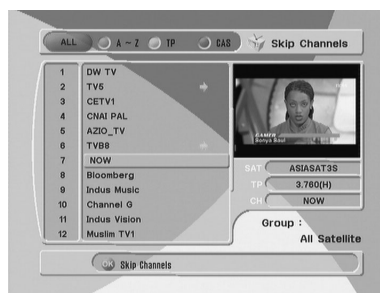 ALL A ~ Z TP CAS Skip Channels
1 DW TV
2 TV5
3 CETV1
4 CNAI PAL
5 AZIO_TV
6 TVB8
7 NOW
8 Bloomberg
9 Indus Music
10 Channel G
11 Indus Vision
12 Muslim TV1
SAT ASIASAT3S
TP 3.760(H)
CH NOW
Group :
All Satellite
OK Skip Channels